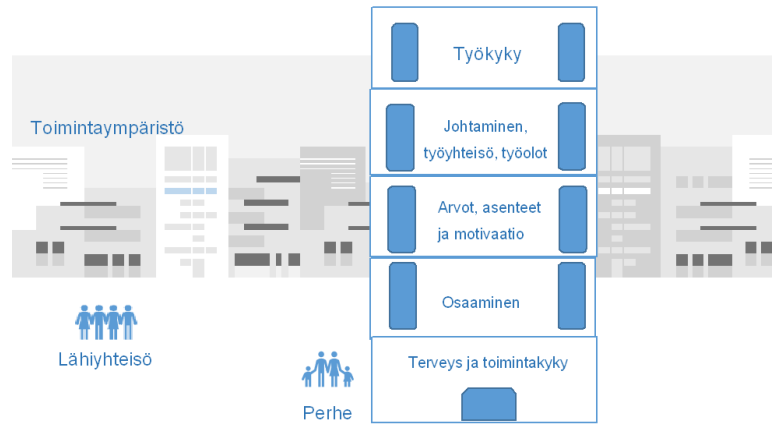 Työkyky
Toimintaympäristö
Johtaminen,
työyhteisö, työolot
Arvot, asenteet
ja motivaatio
Osaaminen
Lähiyhteisö
Terveys ja toimintakyky
Perhe